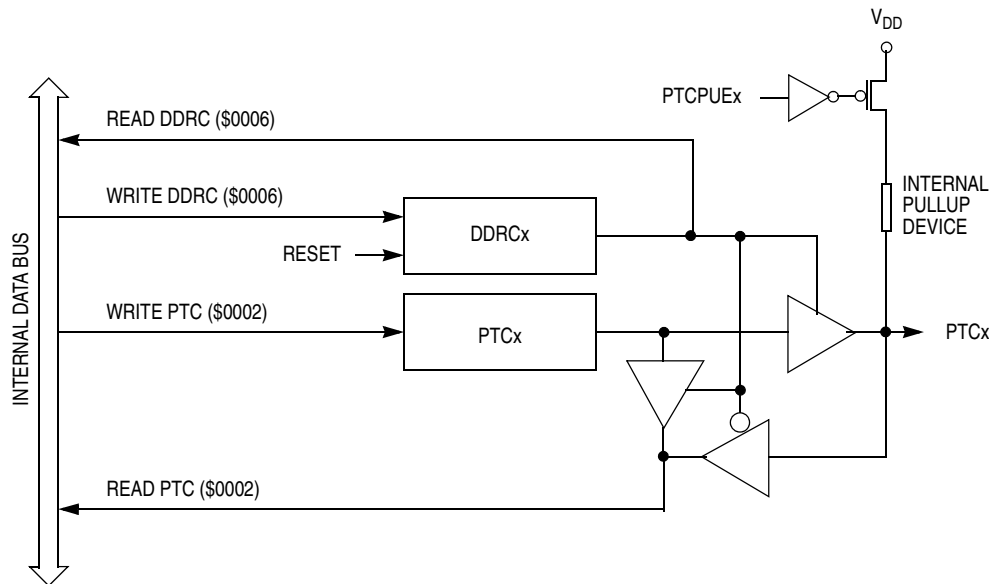 VDD
PTCPUEx
READ DDRC ($0006)
WRITE DDRC ($0006)
INTERNAL
PULLUP
DEVICE
DDRCx
RESET
WRITE PTC ($0002)
PTCx
PTCx
INTERNAL DATA BUS
READ PTC ($0002)